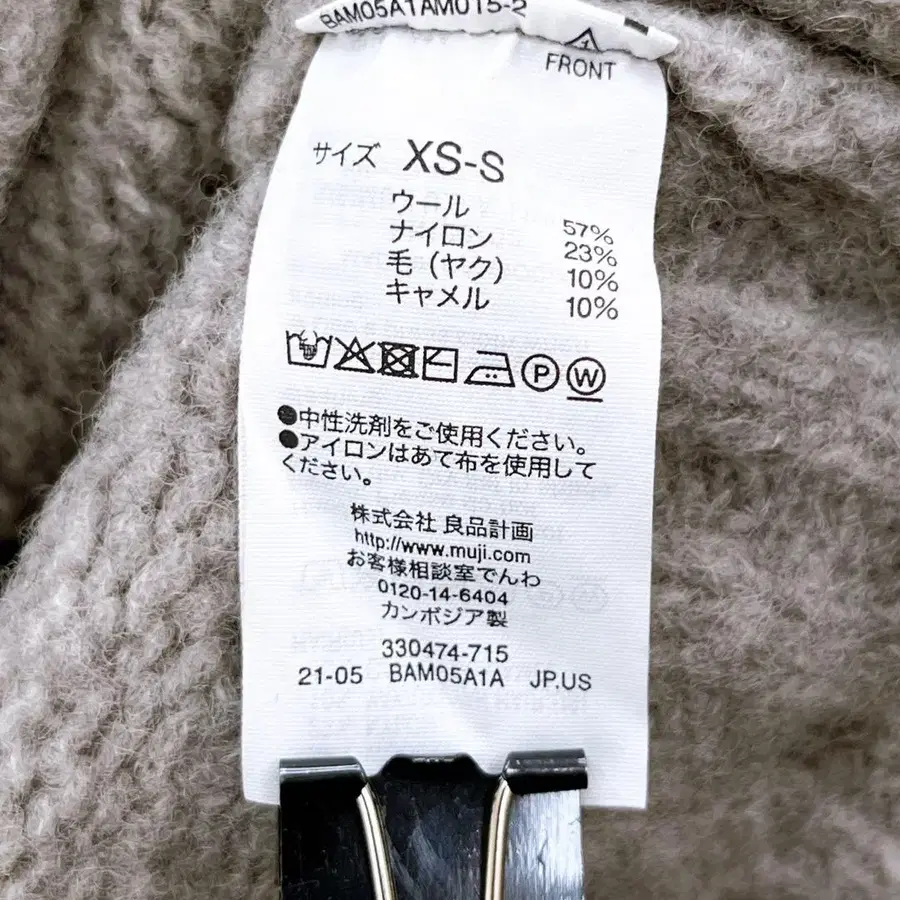 BAM05A1AM015-2
FRONT
サイズ XS-S
ウール 57%
ナイロン 23%
毛（ヤク） 10%
キャメル 10%
P
W
●中性洗剤をご使用ください。
●アイロンはあて布を使用して
ください。
株式会社 良品計画
http://www.muji.com
お客様相談室でんわ
0120-14-6404
カンボジア製
330474-715
21-05 BAM05A1A JP.US